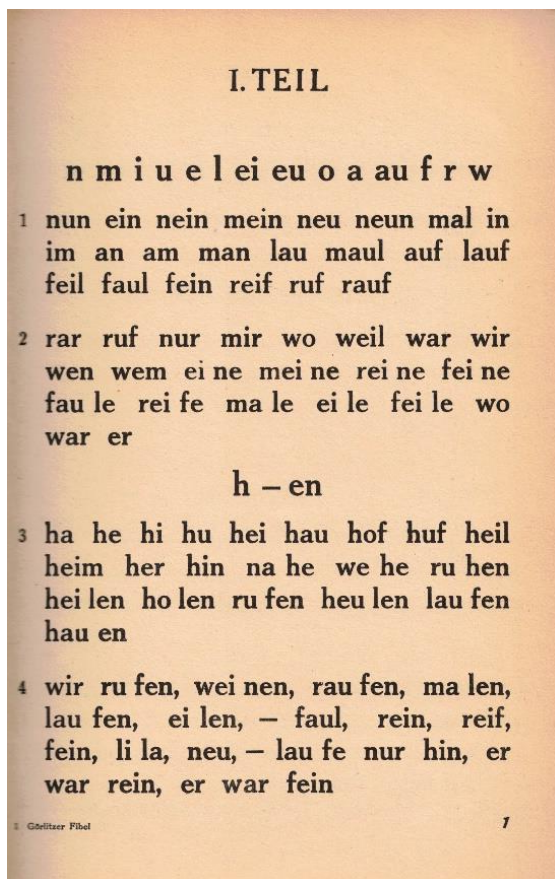 I. TEIL
n m i u e l ei eu o a au f r w
1 nun ein nein mein neu neun mal in
im an am man lau maul auf lauf
feil faul fein reif ruf rauf
2 rar ruf nur mir wo weil war wir
wen wem ei ne mei ne rei ne fei ne
fau le rei fe ma le ei le fei le wo
war er
h – en
3 ha he hi hu hei hau hof huf heil
heim her hin na he we he ru hen
hei len ho len ru fen heu len lau fen
hau en
4 wir ru fen, wei nen, rau fen, ma len,
lau fen, ei len, – faul, rein, reif,
fein, li la, neu, – lau fe nur hin, er
war rein, er war fein
Görlitzer Fibel 1